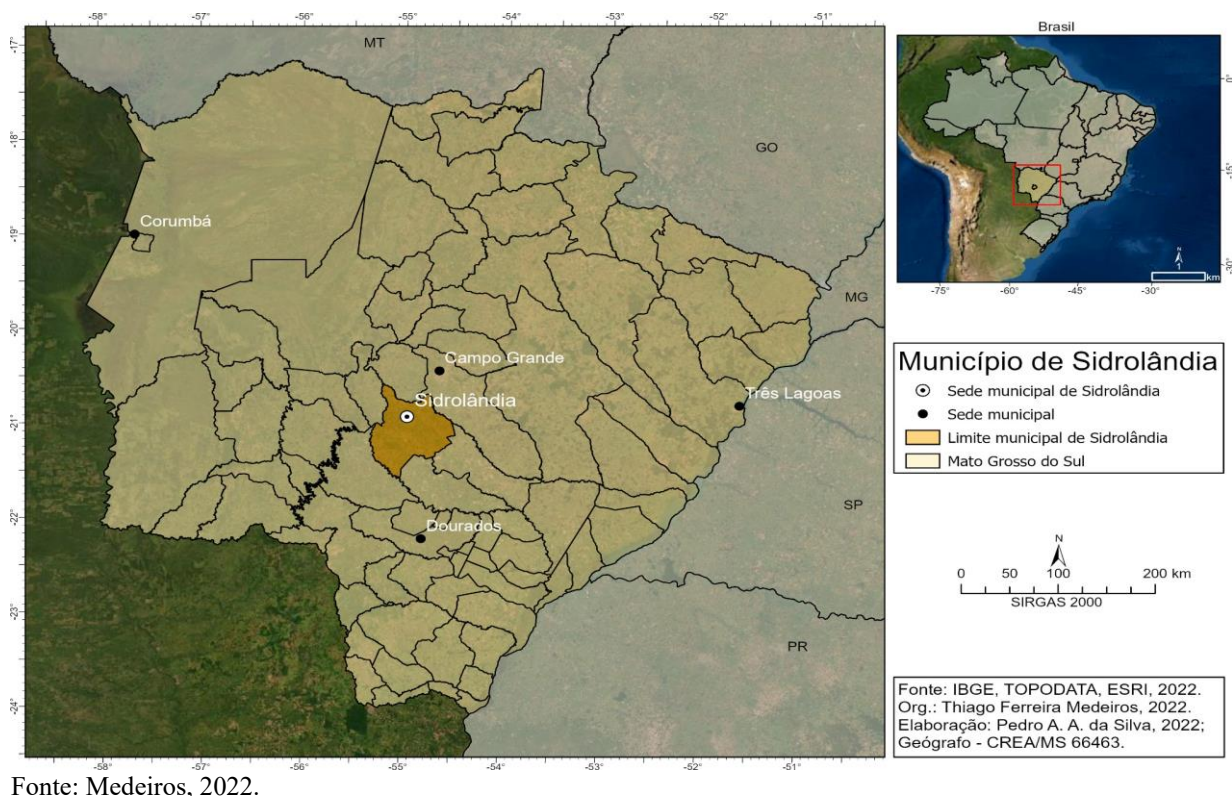 -58° -57° -56° -55° -54° -53° -52° -51°
-17°
-18°
-19°
-20°
-21°
-22°
-23°
-24°
MT
GO
MG
SP
PR
Corumbá
Campo Grande
Sidrolândia
Três Lagoas
Dourados
-58° -57° -56° -55° -54° -53° -52° -51°
Brasil
0°
-15°
-30°
N
km
-75° -60° -45° -30°
Município de Sidrolândia
Sede municipal de Sidrolândia
Sede municipal
Limite municipal de Sidrolândia
Mato Grosso do Sul
N
0 50 100 200 km
SIRGAS 2000
Fonte: IBGE, TOPODATA, ESRI, 2022.
Org.: Thiago Ferreira Medeiros, 2022.
Elaboração: Pedro A. A. da Silva, 2022;
Geógrafo - CREA/MS 66463.
Fonte: Medeiros, 2022.